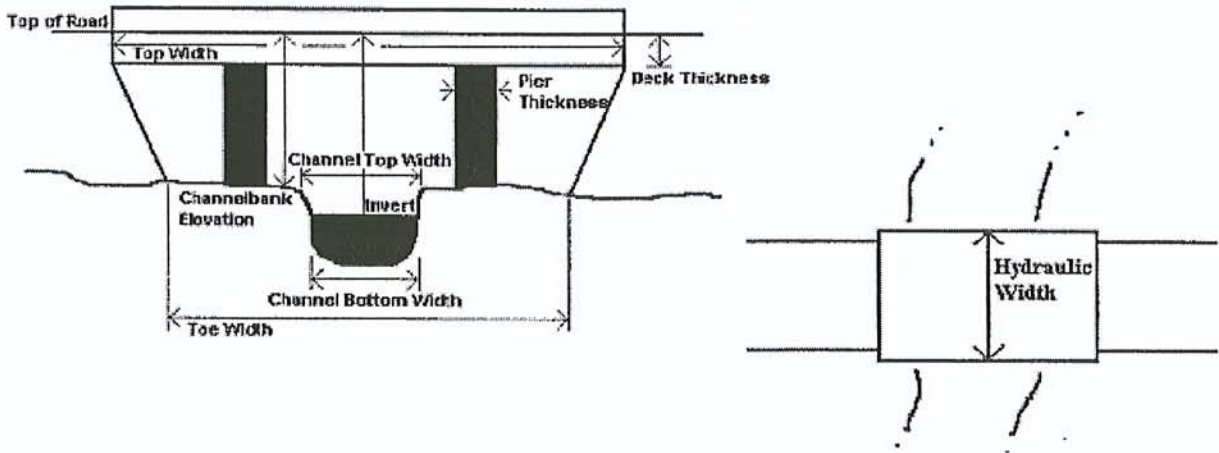 Top of Road
Top Width
Deck Thickness
Pier
Thickness
Channel Top Width
Channelbank
Elevation
Invert
Channel Bottom Width
Toe Width
Hydraulic
Width